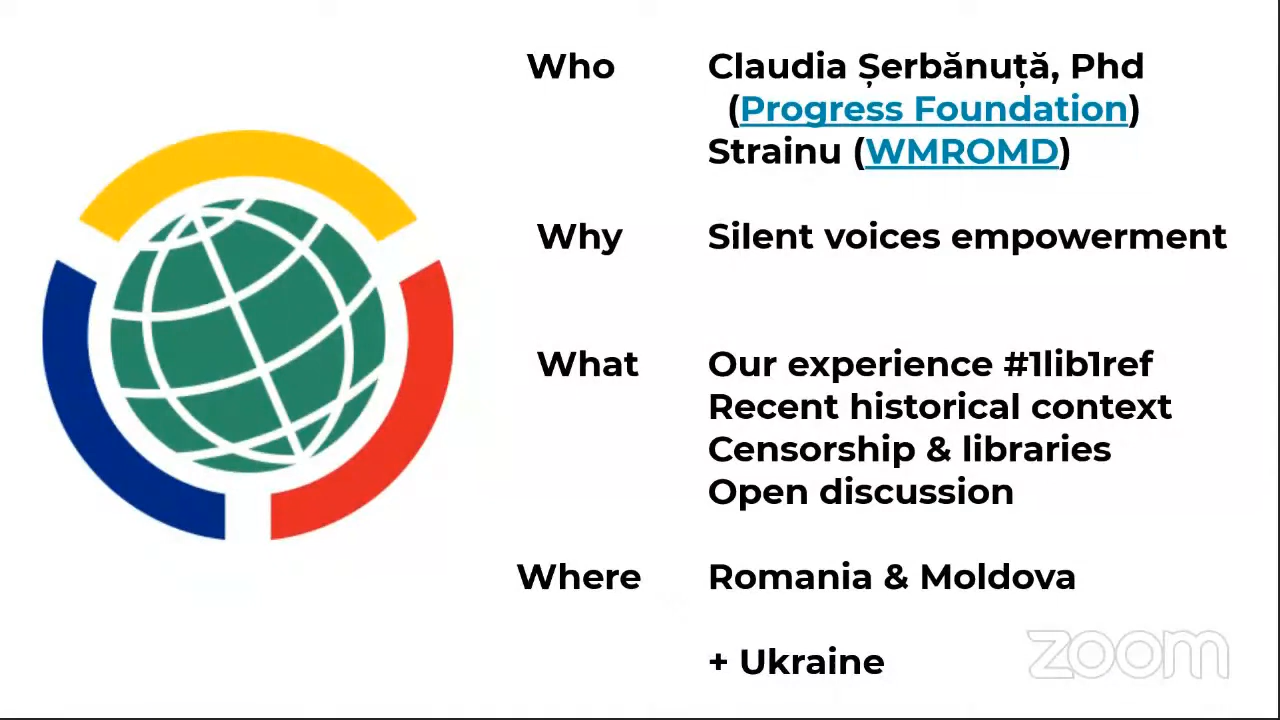 Who Claudia Șerbănuță, Phd
(Progress Foundation)
Strainu (WMROMD)
Why Silent voices empowerment
What Our experience #1lib1ref
Recent historical context
Censorship & libraries
Open discussion
Where Romania & Moldova
+ Ukraine
zoom